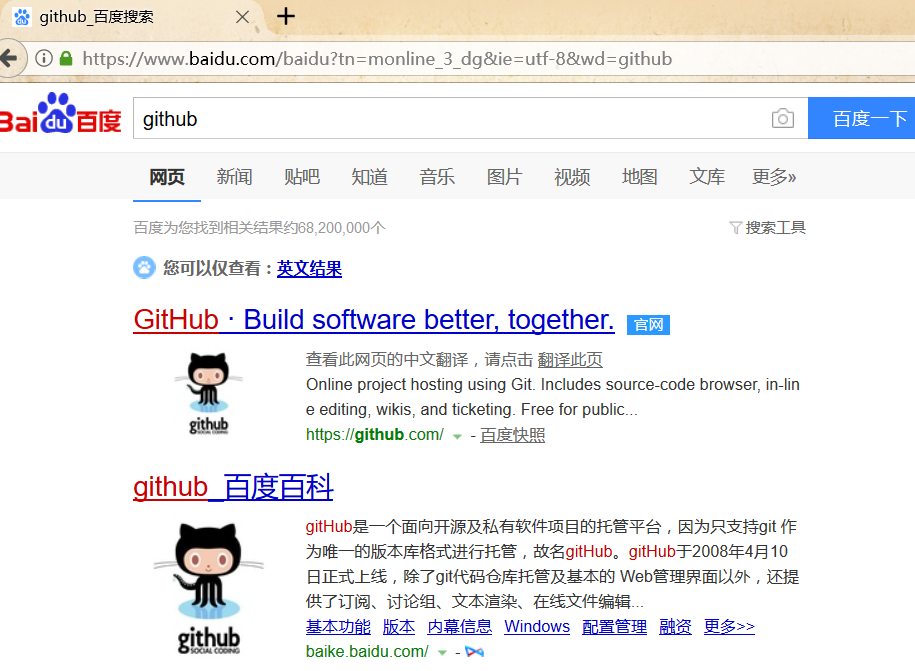 github_百度搜索
https://www.baidu.com/baidu?tn=monline_3_dg&ie=utf-8&wd=github
Bai du 百度 github 百度一下
网页 新闻 贴吧 知道 音乐 图片 视频 地图 文库 更多»
百度为您找到相关结果约68,200,000个 搜索工具
您可以仅查看：英文结果
GitHub · Build software better, together. 官网
查看此网页的中文翻译，请点击 翻译此页
Online project hosting using Git. Includes source-code browser, in-lin
e editing, wikis, and ticketing. Free for public...
github
SOCIAL CODING
https://github.com/ - 百度快照
github_百度百科
gitHub是一个面向开源及私有软件项目的托管平台，因为只支持git 作
为唯一的版本库格式进行托管，故名gitHub。gitHub于2008年4月10
日正式上线，除了git代码仓库托管及基本的 Web管理界面以外，还提
供了订阅、讨论组、文本渲染、在线文件编辑...
基本功能 版本 内幕信息 Windows 配置管理 融资 更多>>
github
SOCIAL CODING
baike.baidu.com/ -